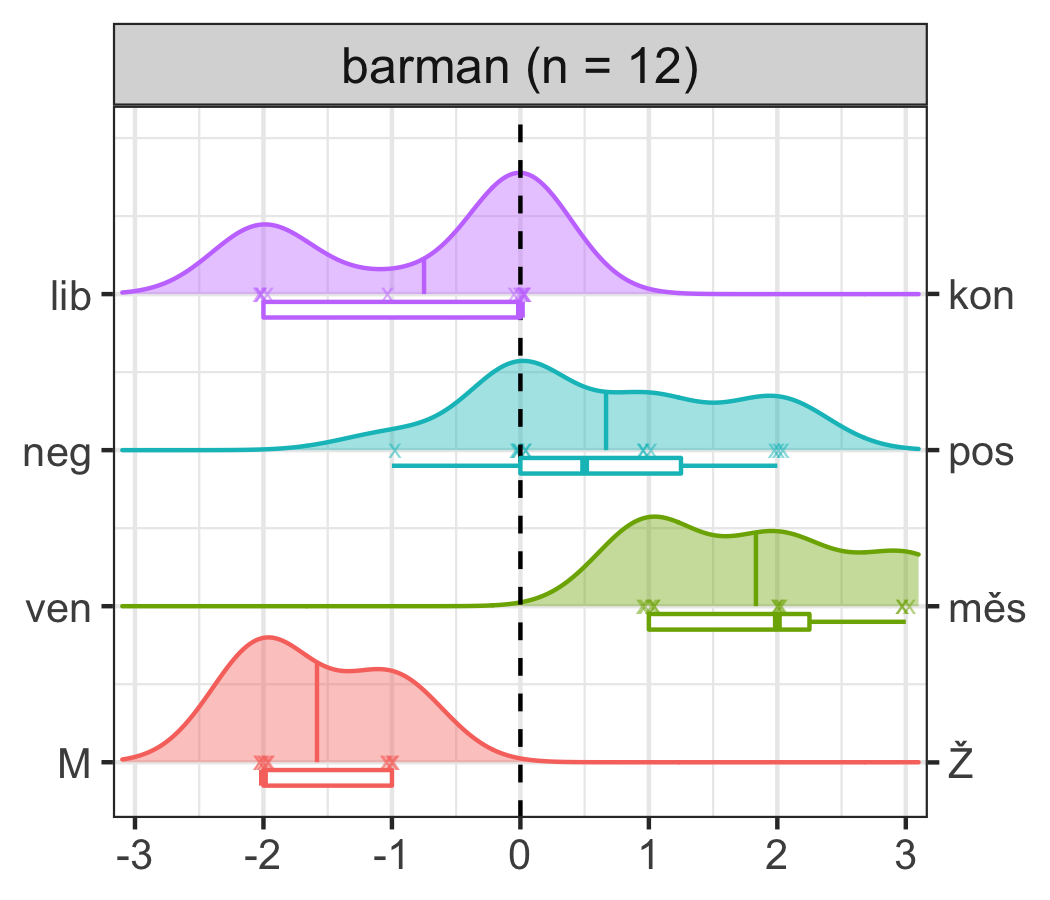 barman (n = 12)
lib kon
neg pos
ven měs
M Ž
-3 -2 -1 0 1 2 3